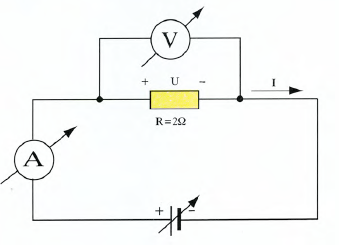 V
+ U -
I
R=2Ω
A
+ -